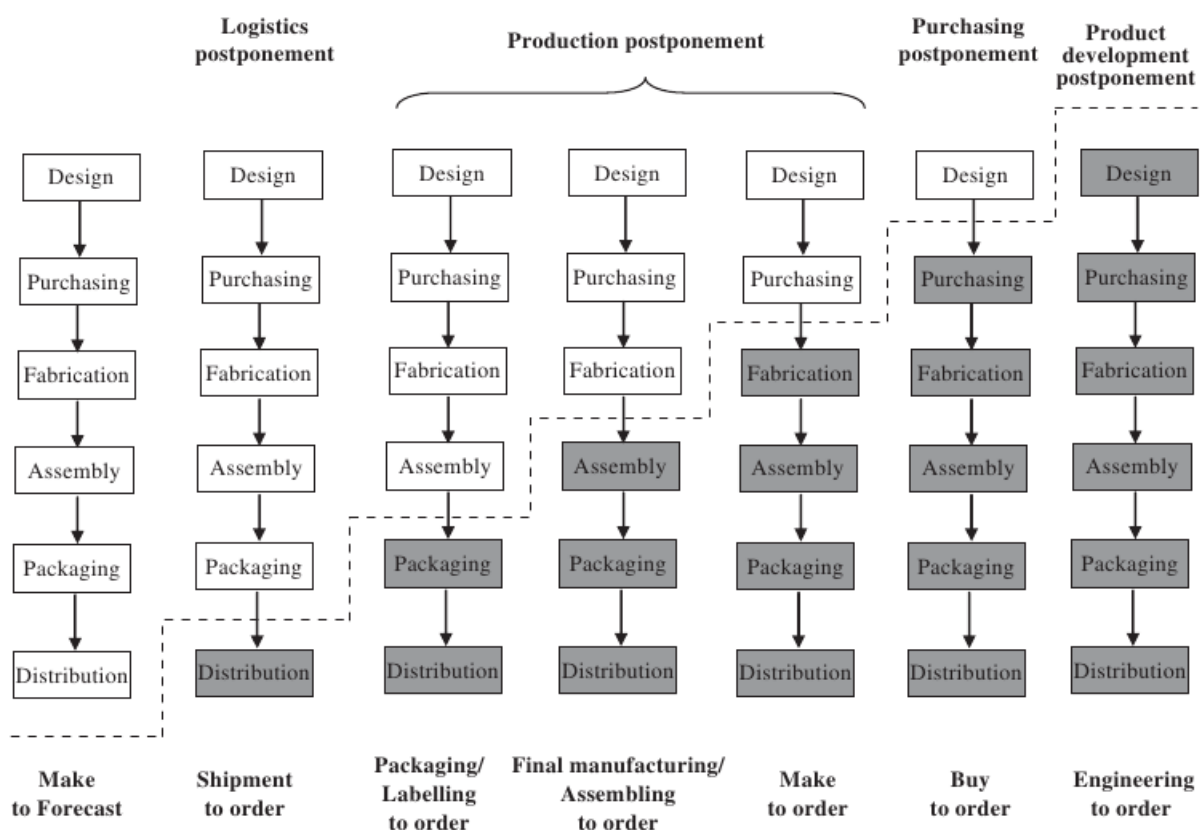 Logistics
postponement
Production postponement
Purchasing
postponement
Product
development
postponement
Design
Design
Design
Design
Design
Design
Design
Purchasing
Purchasing
Purchasing
Purchasing
Purchasing
Purchasing
Purchasing
Fabrication
Fabrication
Fabrication
Fabrication
Fabrication
Fabrication
Fabrication
Assembly
Assembly
Assembly
Assembly
Assembly
Assembly
Assembly
Packaging
Packaging
Packaging
Packaging
Packaging
Packaging
Packaging
Distribution
Distribution
Distribution
Distribution
Distribution
Distribution
Distribution
Make
to Forecast
Shipment
to order
Packaging/
Labelling
to order
Final manufacturing/
Assembling
to order
Make
to order
Buy
to order
Engineering
to order